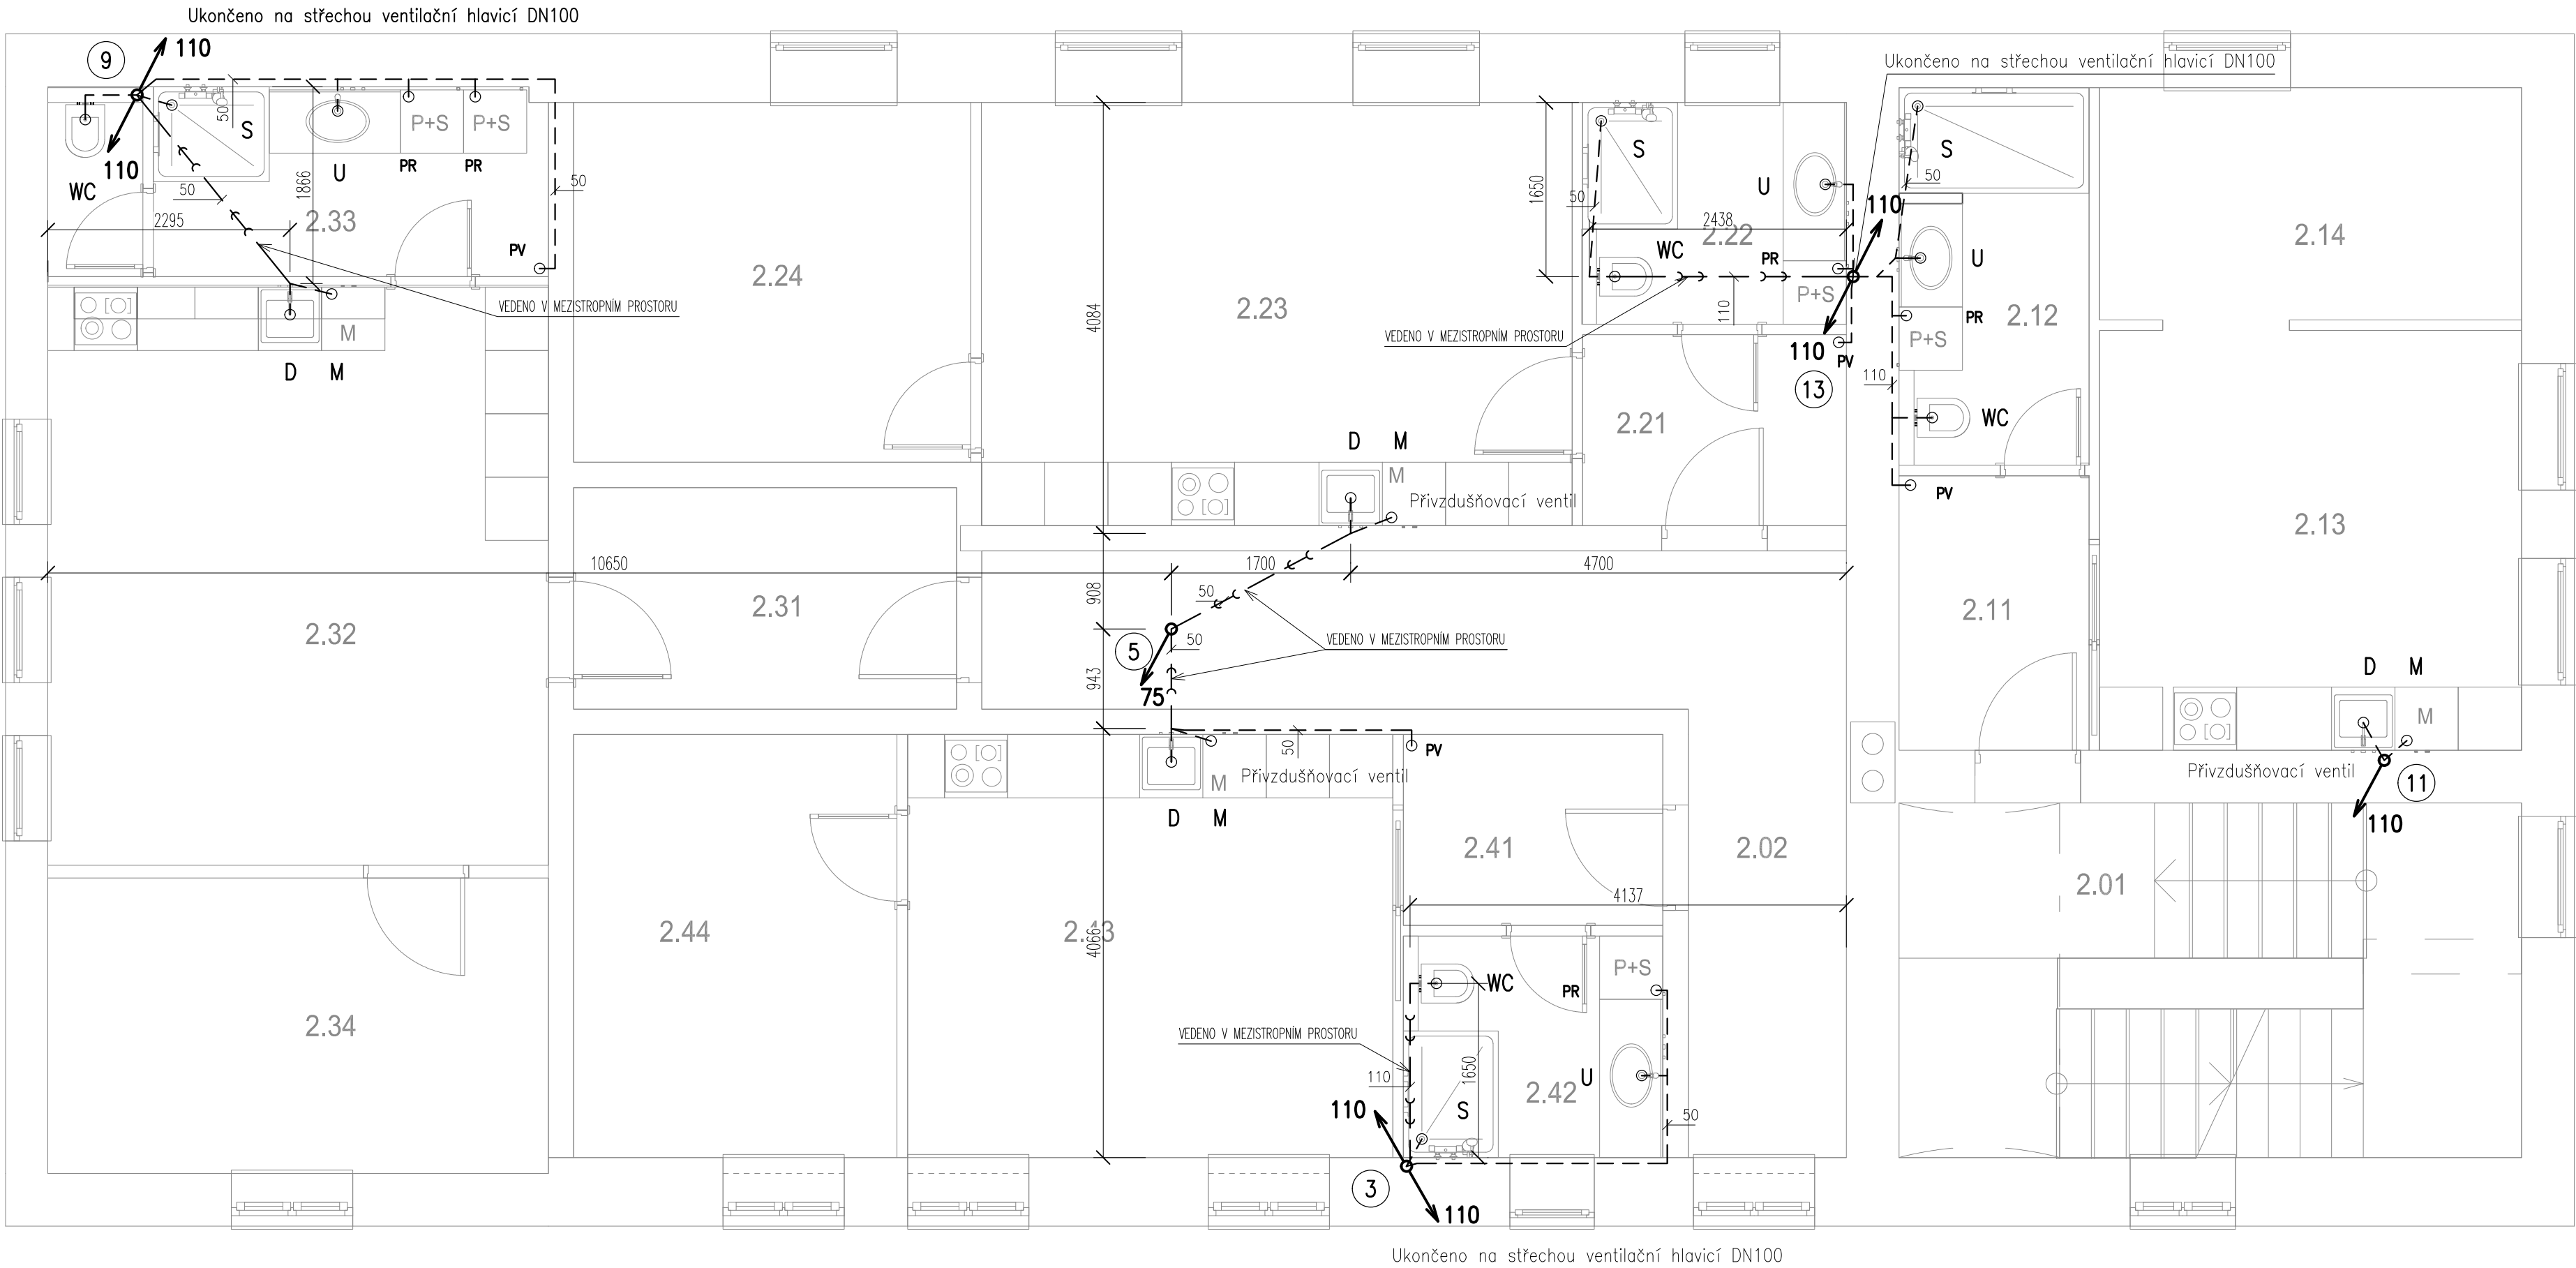 Ukončeno na střechou ventilační hlavicí DN100
9
110
110
WC
50
S
50
1866
U
P+S
P+S
PR
PR
50
2295
2.33
PV
VEDENO V MEZISTROPNÍM PROSTORU
M
D
M
2.24
2.23
4084
1650
50
S
U
2438
2.22
WC
PR
P+S
110
VEDENO V MEZISTROPNÍM PROSTORU
Ukončeno na střechou ventilační hlavicí DN100
110
110
PV
13
S
50
U
PR
P+S
2.12
110
WC
PV
2.14
2.13
2.21
D
M
M
Přivzdušňovací ventil
10650
1700
4700
908
50
2.31
2.32
5
50
75
943
VEDENO V MEZISTROPNÍM PROSTORU
2.11
D
M
M
Přivzdušňovací ventil
11
110
50
PV
M
Přivzdušňovací ventil
D
M
2.41
2.02
2.01
4137
2.44
2.43
4066
2.34
WC
PR
P+S
VEDENO V MEZISTROPNÍM PROSTORU
110
1650
S
2.42
U
50
110
3
110
Ukončeno na střechou ventilační hlavicí DN100